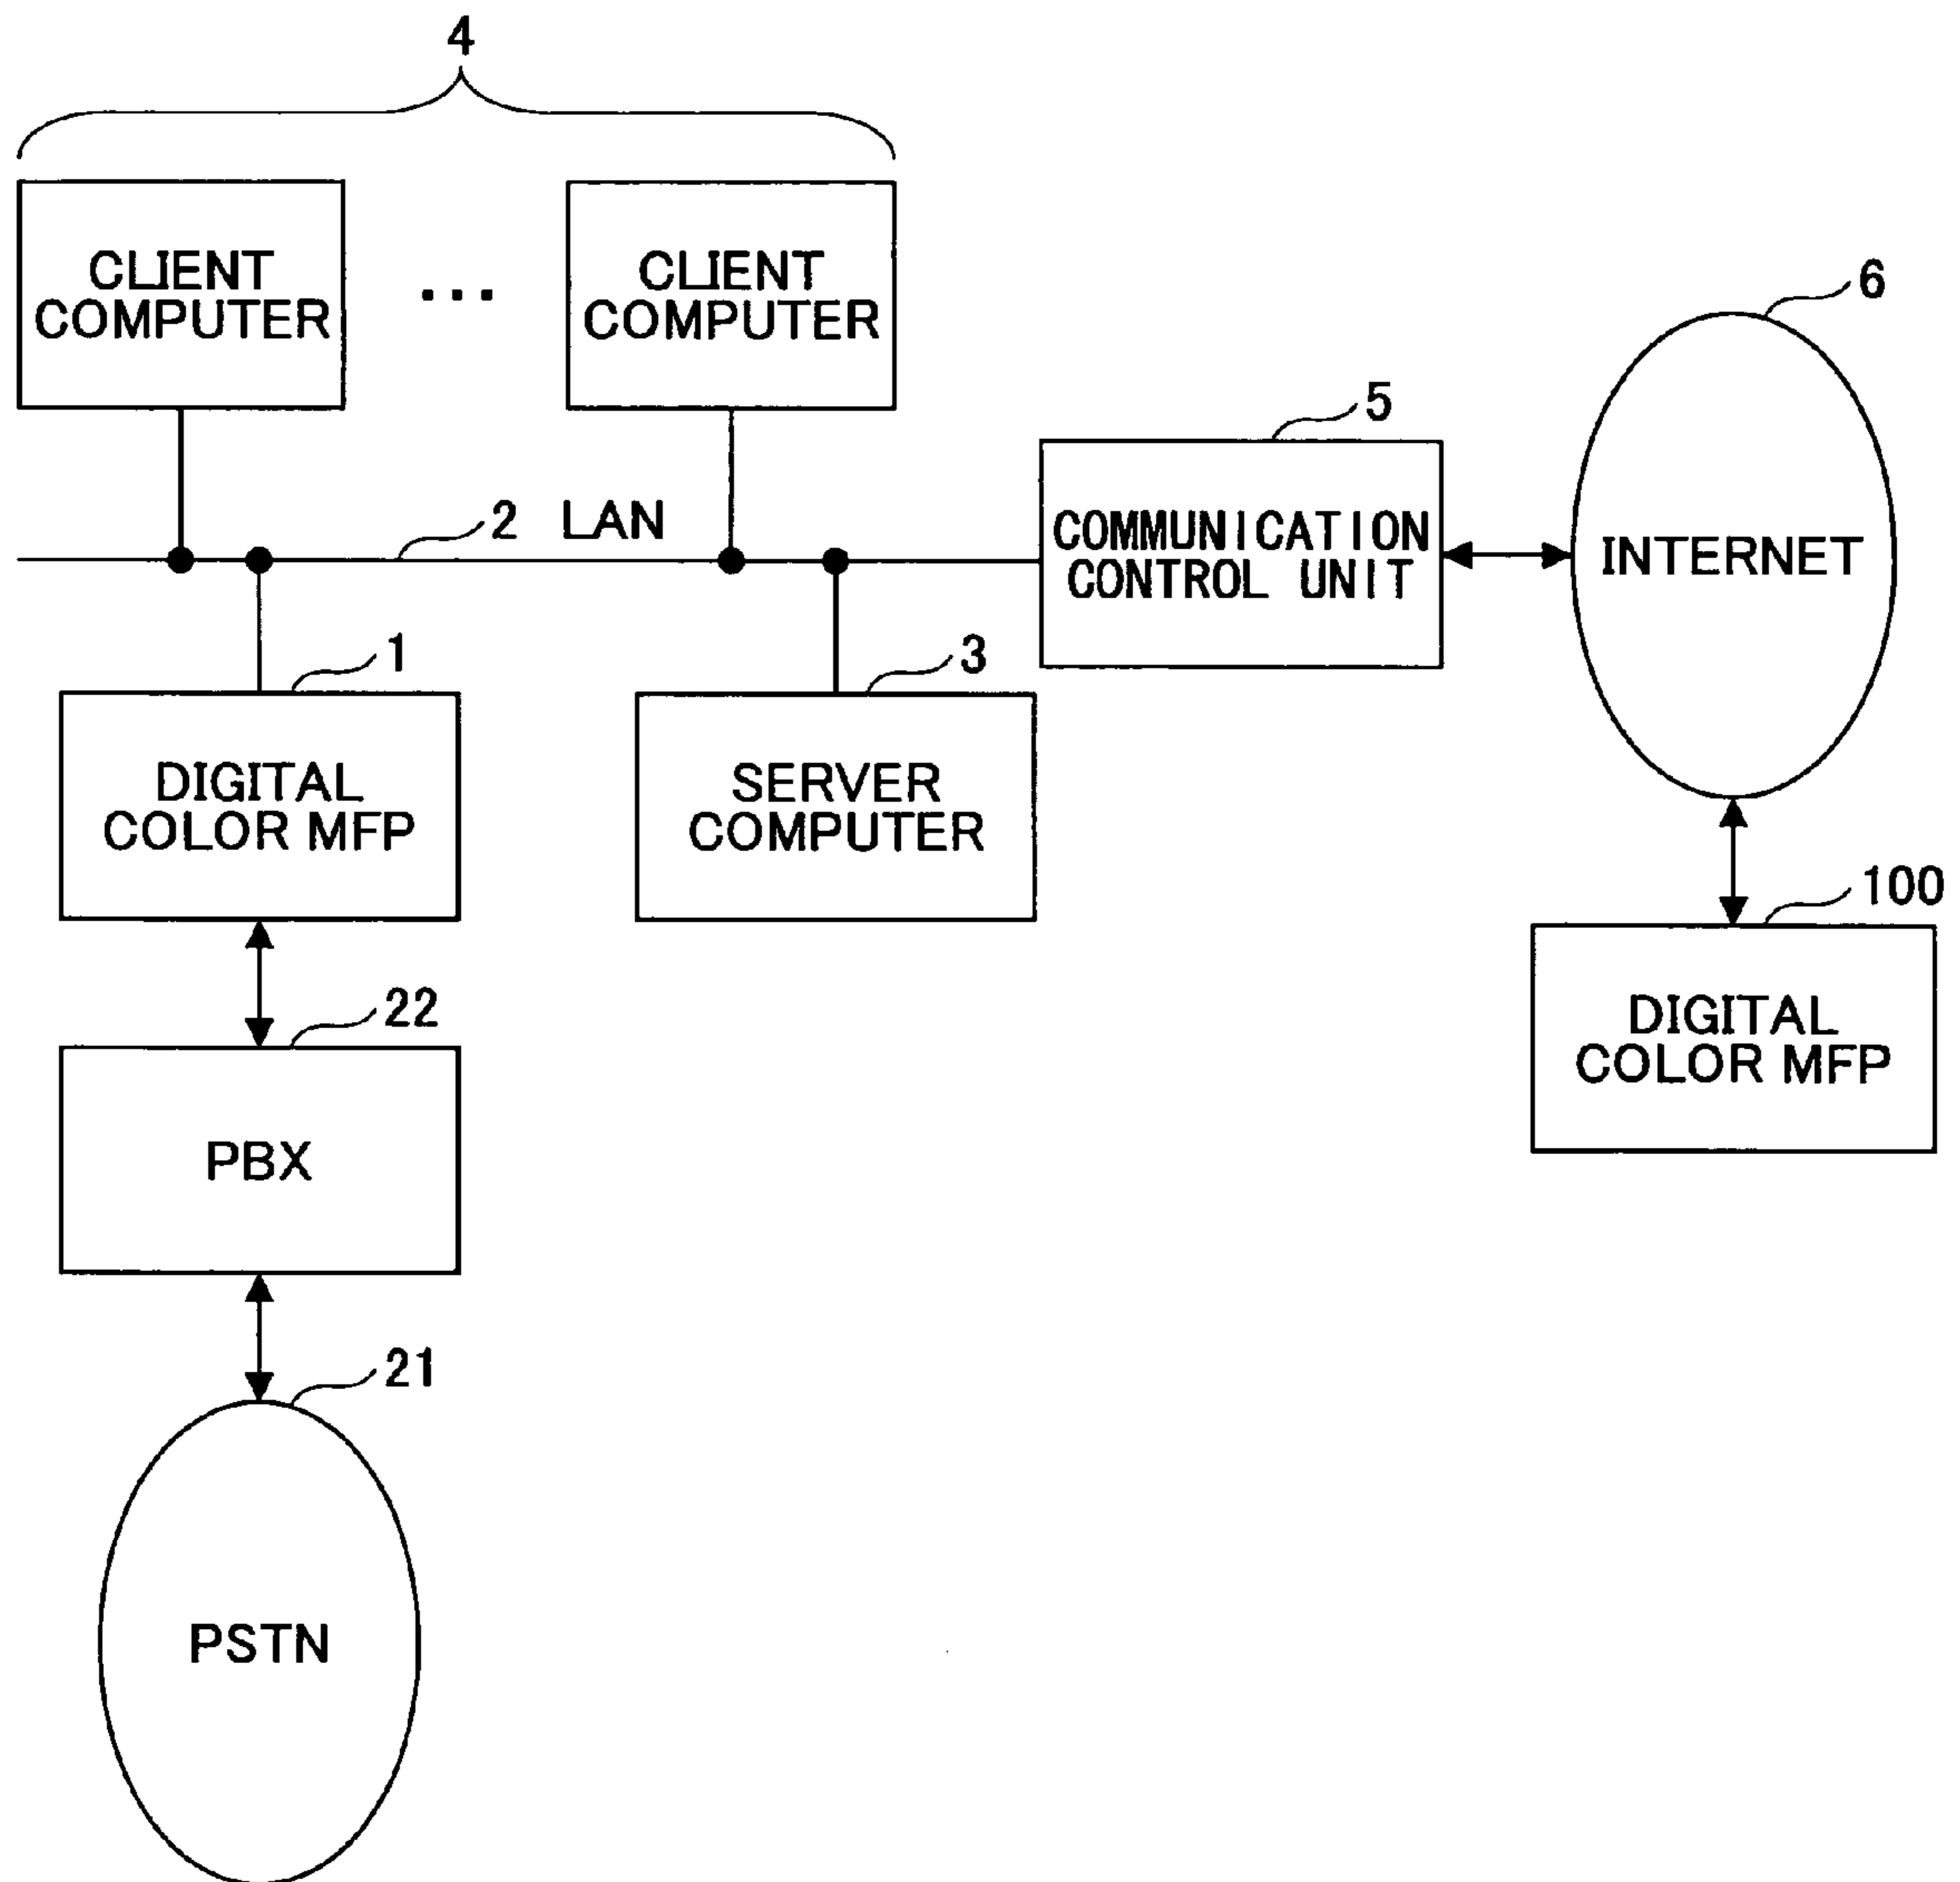 4
CLIENT
COMPUTER
...
CLIENT
COMPUTER
6
5
2 LAN
COMMUNICATION
CONTROL UNIT
INTERNET
1
3
DIGITAL
COLOR MFP
SERVER
COMPUTER
100
22
DIGITAL
COLOR MFP
PBX
21
PSTN